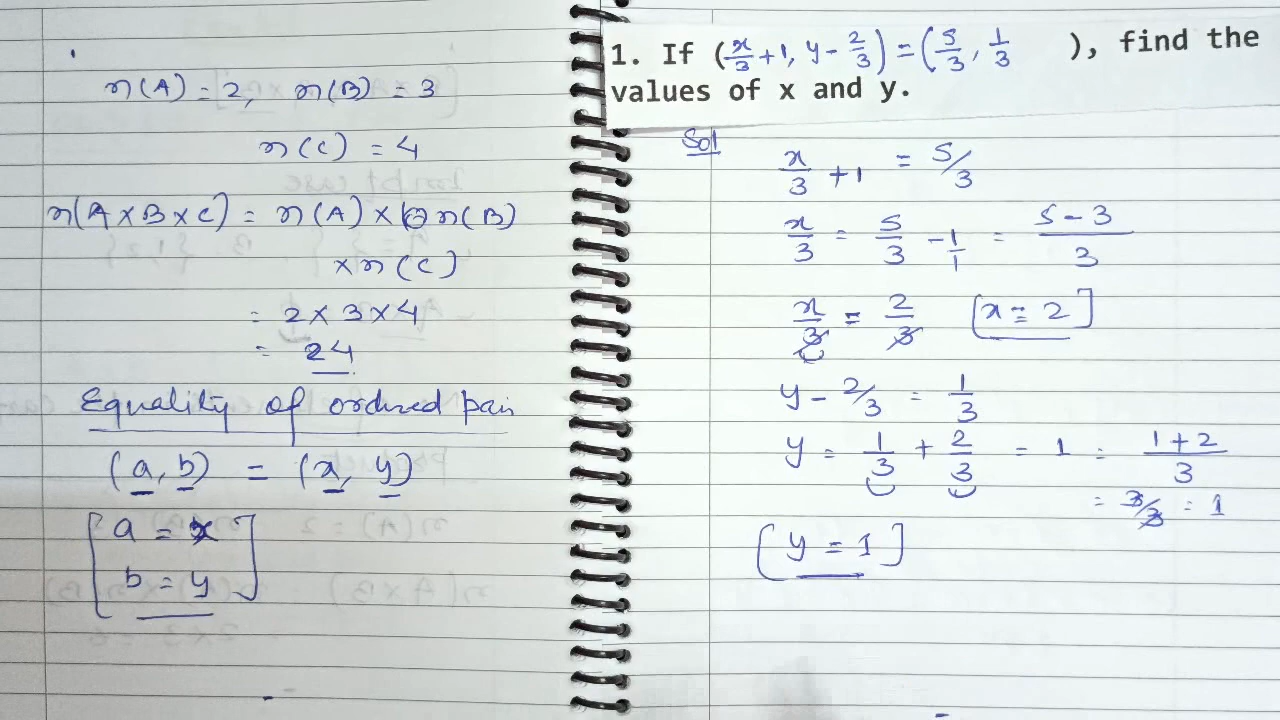 n(A) = 2, n(B) = 3
n(C) = 4
n(A×B×C) = n(A) × n(B)
× n(C)
= 2×3×4
= 24
Equality of ordered pair
(a, b) = (x, y)
a = x
b = y
1. If (x/3 + 1, y - 2/3) = (5/3, 1/3 ), find the
values of x and y.
Sol
x/3 + 1 = 5/3
x/3 = 5/3 - 1/1 = (5-3)/3
x/3 = 2/3 [x = 2]
y - 2/3 = 1/3
y = 1/3 + 2/3 = 1 = (1+2)/3
= 3/3 = 1
[y = 1]